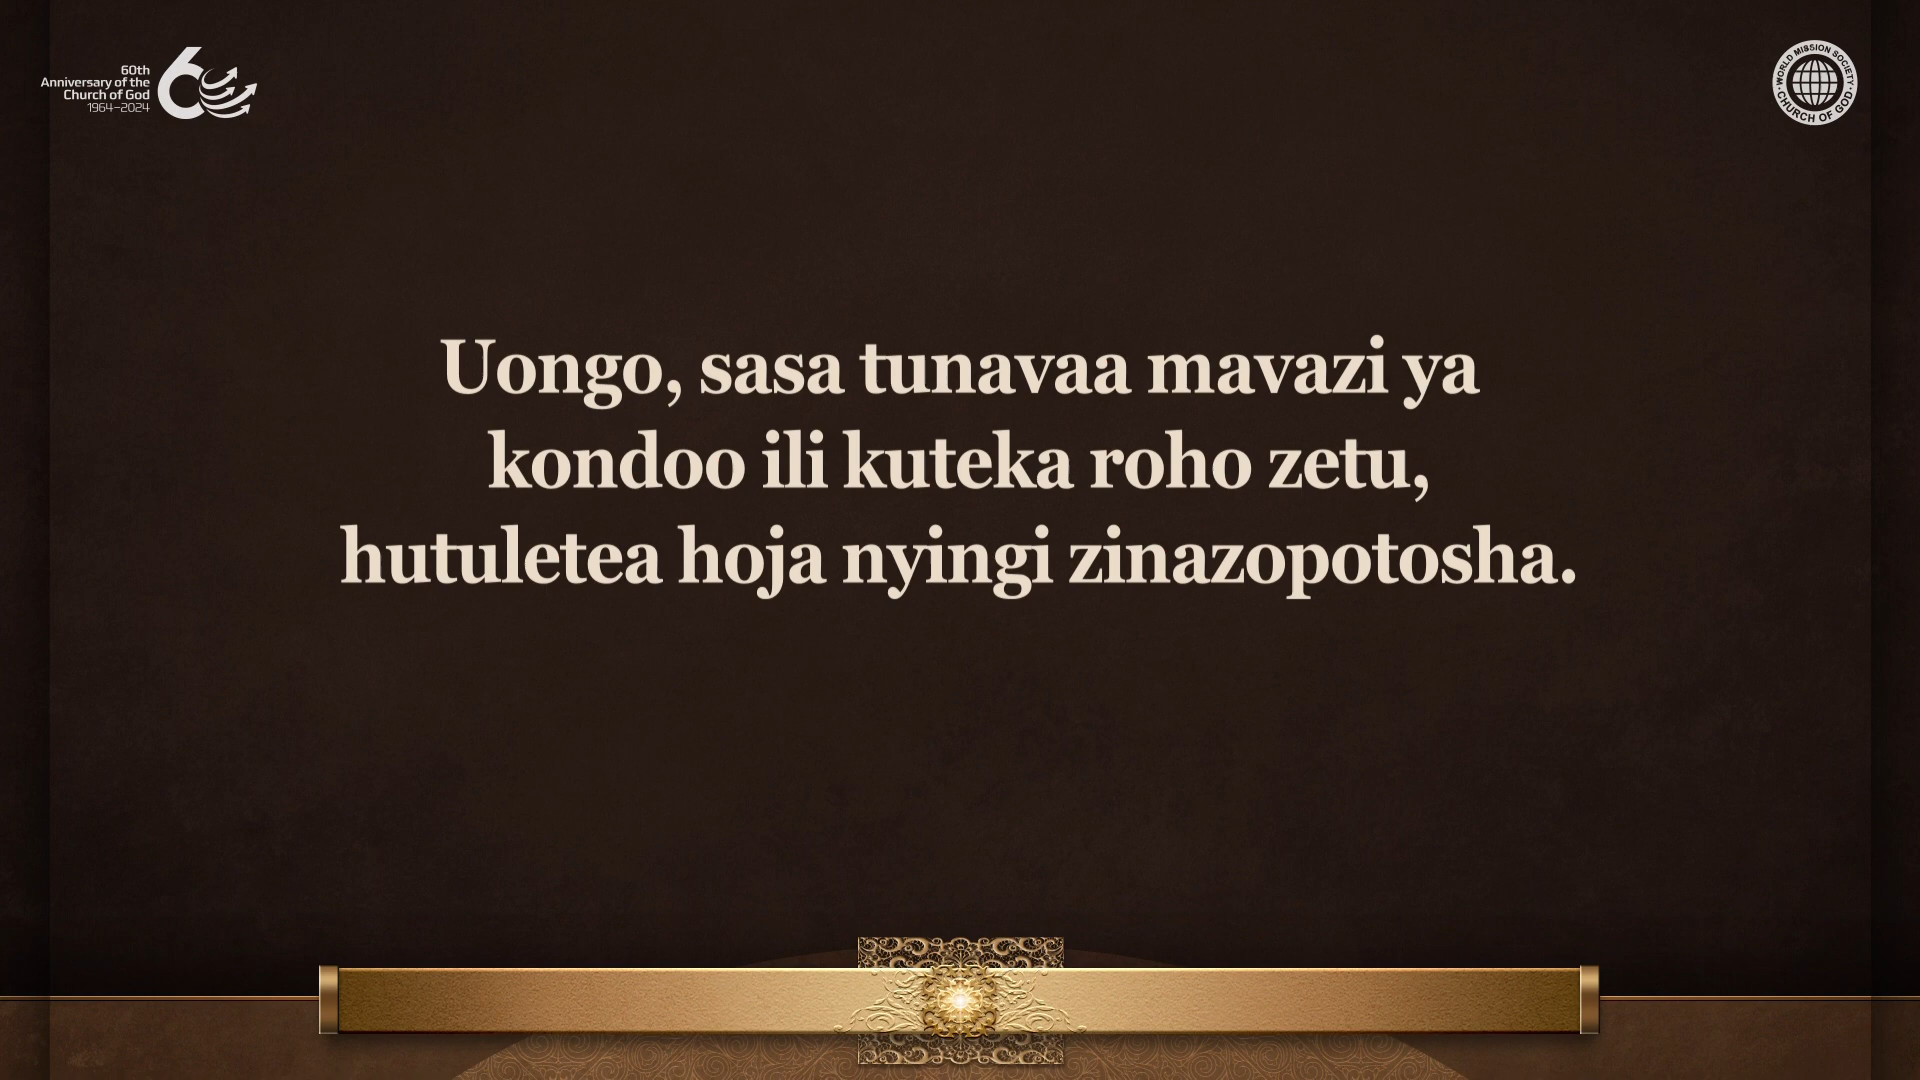 60th
Anniversary of the
Church of God
1964–2024
WORLD MISSION SOCIETY
CHURCH OF GOD
Uongo, sasa tunavaa mavazi ya
kondoo ili kuteka roho zetu,
hutuletea hoja nyingi zinazopotosha.